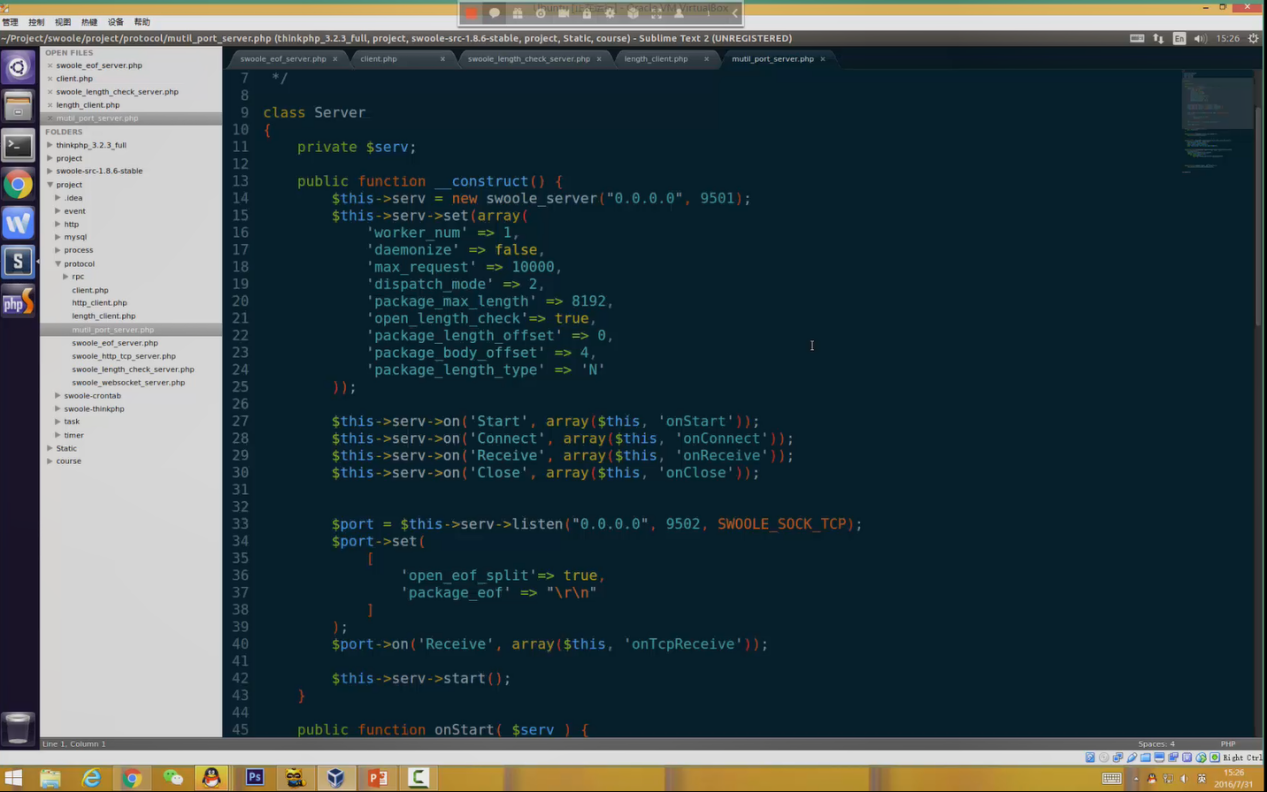 Oracle VM VirtualBox
管理 控制 视图 热键 设备 帮助
~/Project/swoole/project/protocol/mutil_port_server.php (thinkphp_3.2.3_full, project, swoole-src-1.8.6-stable, project, Static, course) - Sublime Text 2 (UNREGISTERED)
En
15:26
OPEN FILES
swoole_eof_server.php
client.php
swoole_length_check_server.php
length_client.php
mutil_port_server.php
FOLDERS
thinkphp_3.2.3_full
project
swoole-src-1.8.6-stable
project
.idea
event
http
mysql
process
protocol
rpc
client.php
http_client.php
length_client.php
mutil_port_server.php
swoole_eof_server.php
swoole_http_tcp_server.php
swoole_length_check_server.php
swoole_websocket_server.php
swoole-crontab
swoole-thinkphp
task
timer
Static
course
swoole_eof_server.php × client.php × swoole_length_check_server.php × length_client.php × mutil_port_server.php ×
7 */
8
9 class Server
10 {
11 private $serv;
12
13 public function __construct() {
14 $this->serv = new swoole_server("0.0.0.0", 9501);
15 $this->serv->set(array(
16 'worker_num' => 1,
17 'daemonize' => false,
18 'max_request' => 10000,
19 'dispatch_mode' => 2,
20 'package_max_length' => 8192,
21 'open_length_check'=> true,
22 'package_length_offset' => 0,
23 'package_body_offset' => 4,
24 'package_length_type' => 'N'
25 ));
26
27 $this->serv->on('Start', array($this, 'onStart'));
28 $this->serv->on('Connect', array($this, 'onConnect'));
29 $this->serv->on('Receive', array($this, 'onReceive'));
30 $this->serv->on('Close', array($this, 'onClose'));
31
32
33 $port = $this->serv->listen("0.0.0.0", 9502, SWOOLE_SOCK_TCP);
34 $port->set(
35 [
36 'open_eof_split'=> true,
37 'package_eof' => "\r\n"
38 ]
39 );
40 $port->on('Receive', array($this, 'onTcpReceive'));
41
42 $this->serv->start();
43 }
44
45 public function onStart( $serv ) {
Line 1, Column 1
Spaces: 4
PHP
Right Ctrl
15:26
2016/7/31